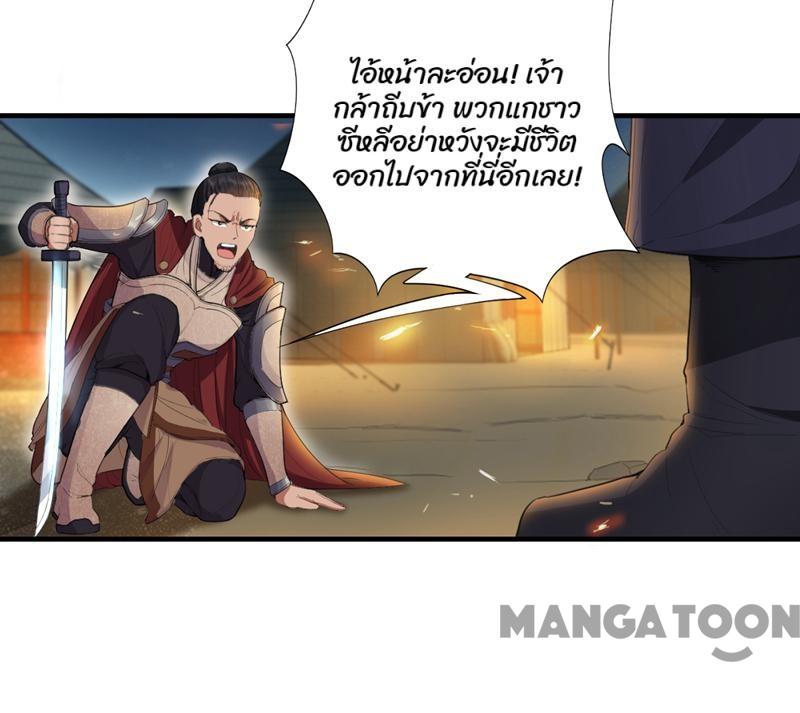 ไอ้หน้าละอ่อน! เจ้า
กล้าถีบข้า พวกแกชาว
ซีหลีอย่าหวังจะมีชีวิต
ออกไปจากที่นี่อีกเลย!
MANGATOON